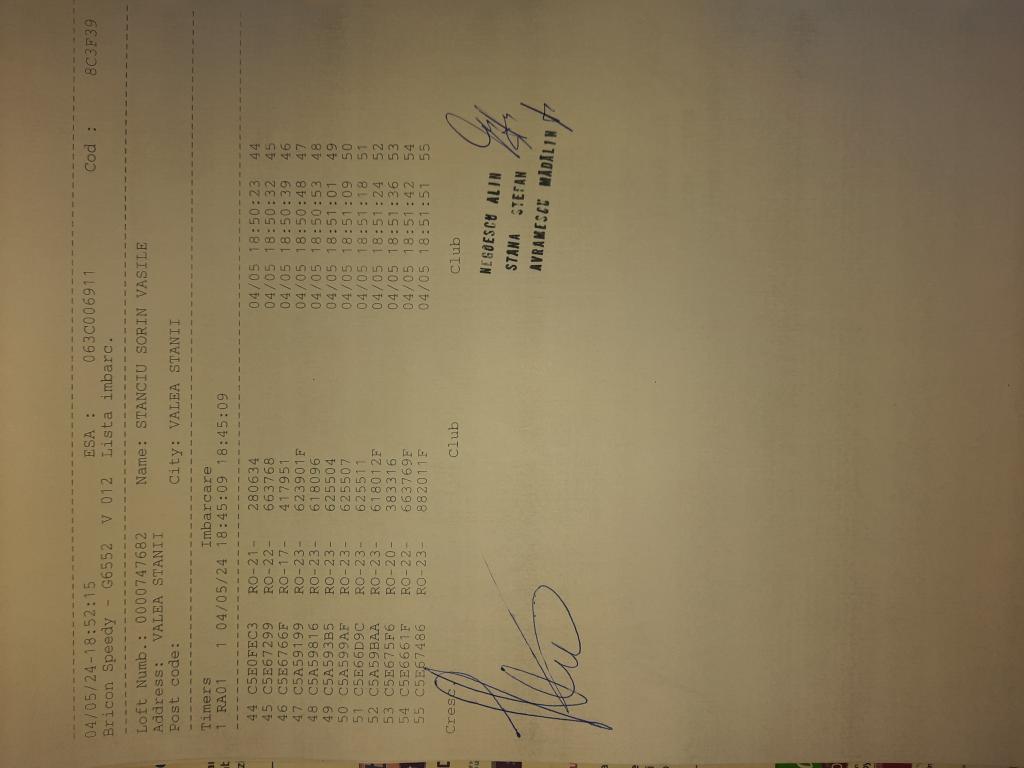 04/05/24-18:52:15 ESA : 063C006911 Cod : 8C3F39
Bricon Speedy - G6552 V 012 Lista imbarc.
Loft Numb.: 0000747682 Name: STANCIU SORIN VASILE
Address: VALEA STANII
Post code: City: VALEA STANII
Timers Imbarcare
1 RA01 1 04/05/24 18:45:09 18:45:09
44 C5E0FEC3 RO-21- 280634 04/05 18:50:23 44
45 C5E67299 RO-22- 663768 04/05 18:50:32 45
46 C5E6766F RO-17- 417951 04/05 18:50:39 46
47 C5A59199 RO-23- 623901F 04/05 18:50:48 47
48 C5A59816 RO-23- 618096 04/05 18:50:53 48
49 C5A593B5 RO-23- 625504 04/05 18:51:01 49
50 C5A599AF RO-23- 625507 04/05 18:51:09 50
51 C5E66D9C RO-23- 625511 04/05 18:51:18 51
52 C5A59BAA RO-23- 618012F 04/05 18:51:24 52
53 C5E675F6 RO-20- 383316 04/05 18:51:36 53
54 C5E6661F RO-22- 663769F 04/05 18:51:42 54
55 C5E67486 RO-23- 882011F 04/05 18:51:51 55
Club Club
NEGOESCU ALIN
STANA STEFAN
AVRAMESCU MĂDĂLIN